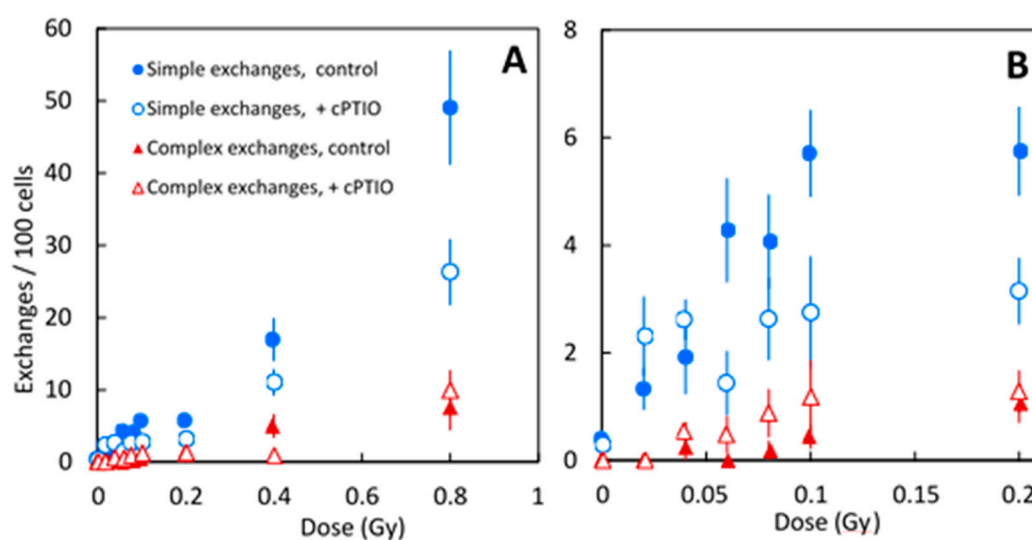 A
B
Simple exchanges, control
Simple exchanges, + cPTIO
Complex exchanges, control
Complex exchanges, + cPTIO
Exchanges / 100 cells
60
50
40
30
20
10
0
0 0.2 0.4 0.6 0.8 1
Dose (Gy)
8
6
4
2
0
0 0.05 0.1 0.15 0.2
Dose (Gy)